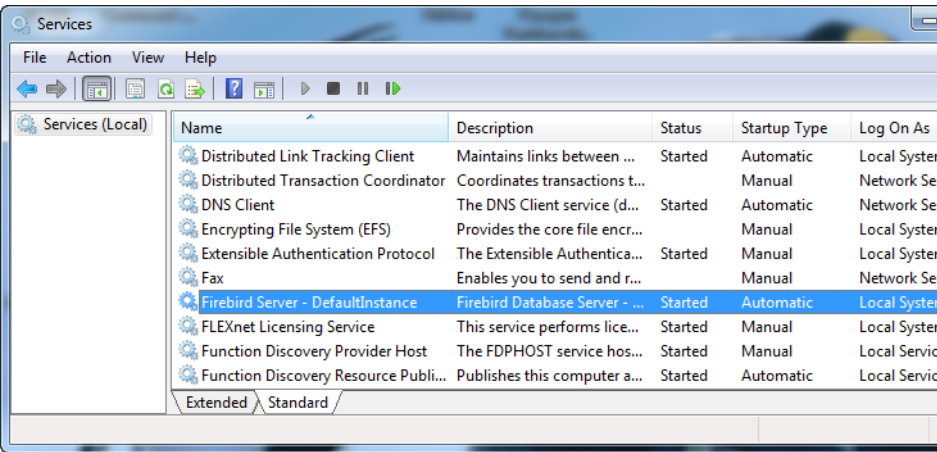 Services
File Action View Help
Services (Local)
Name Description Status Startup Type Log On As
Distributed Link Tracking Client Maintains links between ... Started Automatic Local Syster
Distributed Transaction Coordinator Coordinates transactions t... Manual Network Se
DNS Client The DNS Client service (d... Started Automatic Network Se
Encrypting File System (EFS) Provides the core file encr... Manual Local Syster
Extensible Authentication Protocol The Extensible Authentica... Started Manual Local Syster
Fax Enables you to send and r... Manual Network Se
Firebird Server - DefaultInstance Firebird Database Server - ... Started Automatic Local Syster
FLEXnet Licensing Service This service performs lice... Started Manual Local Syster
Function Discovery Provider Host The FDPHOST service hos... Started Manual Local Servic
Function Discovery Resource Publi... Publishes this computer a... Started Automatic Local Servic
Extended Standard